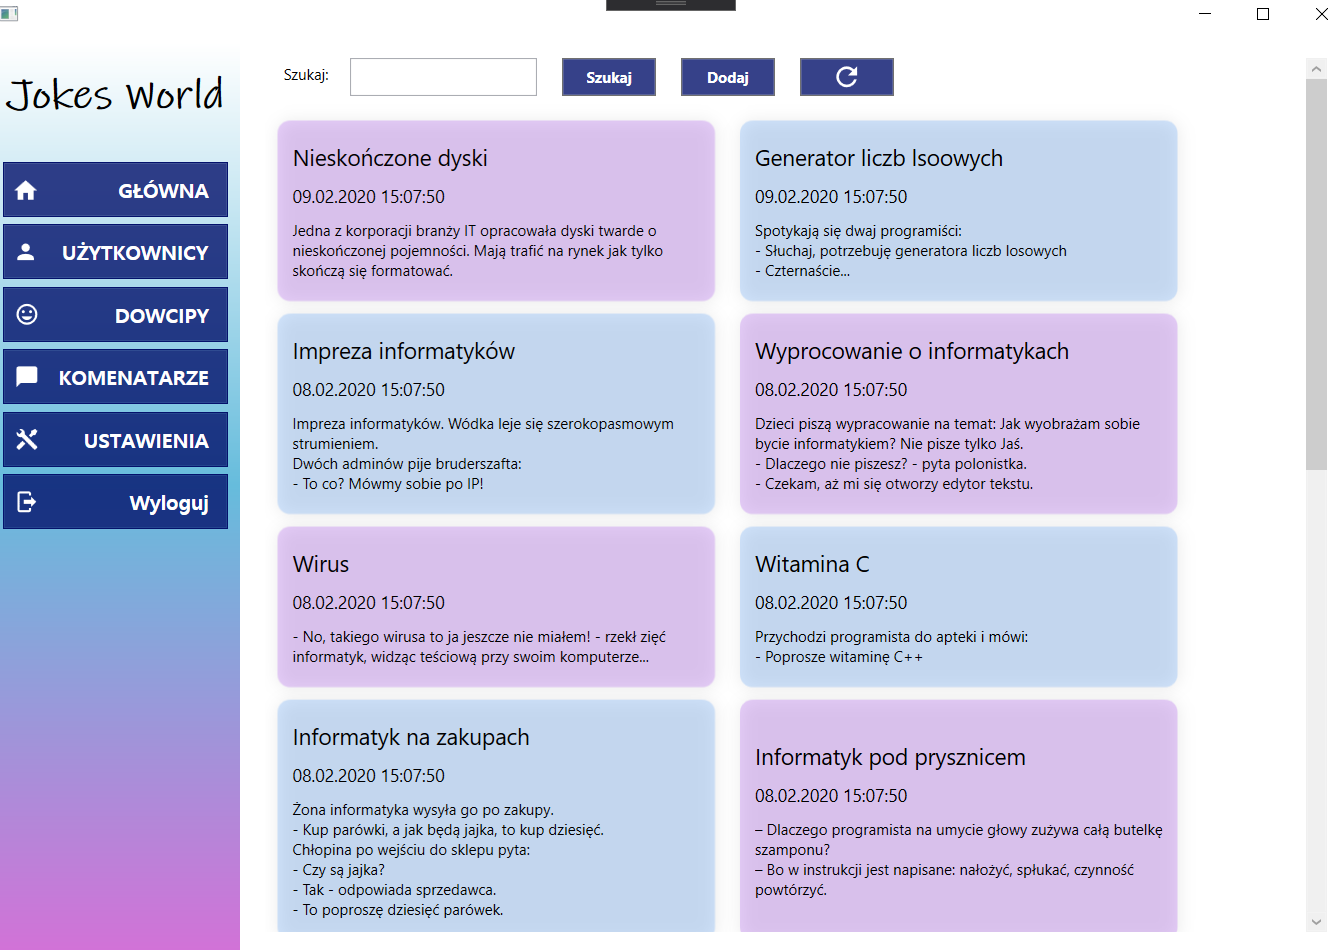 Jokes World
GŁÓWNA
UŻYTKOWNICY
DOWCIPY
KOMENATARZE
USTAWIENIA
Wyloguj
Szukaj:
Szukaj
Dodaj
Nieskończone dyski
09.02.2020 15:07:50
Jedna z korporacji branży IT opracowała dyski twarde o
nieskończonej pojemności. Mają trafić na rynek jak tylko
skończą się formatować.
Generator liczb lsoowych
09.02.2020 15:07:50
Spotykają się dwaj programiści:
- Słuchaj, potrzebuję generatora liczb losowych
- Czternaście...
Impreza informatyków
08.02.2020 15:07:50
Impreza informatyków. Wódka leje się szerokopasmowym
strumieniem.
Dwóch adminów pije bruderszafta:
- To co? Mówmy sobie po IP!
Wyprocowanie o informatykach
08.02.2020 15:07:50
Dzieci piszą wypracowanie na temat: Jak wyobrażam sobie
bycie informatykiem? Nie pisze tylko Jaś.
- Dlaczego nie piszesz? - pyta polonistka.
- Czekam, aż mi się otworzy edytor tekstu.
Wirus
08.02.2020 15:07:50
- No, takiego wirusa to ja jeszcze nie miałem! - rzekł zięć
informatyk, widząc teściową przy swoim komputerze...
Witamina C
08.02.2020 15:07:50
Przychodzi programista do apteki i mówi:
- Poprosze witaminę C++
Informatyk na zakupach
08.02.2020 15:07:50
Żona informatyka wysyła go po zakupy.
- Kup parówki, a jak będą jajka, to kup dziesięć.
Chłopina po wejściu do sklepu pyta:
- Czy są jajka?
- Tak - odpowiada sprzedawca.
- To poproszę dziesięć parówek.
Informatyk pod prysznicem
08.02.2020 15:07:50
– Dlaczego programista na umycie głowy zużywa całą butelkę
szamponu?
– Bo w instrukcji jest napisane: nałożyć, spłukać, czynność
powtórzyć.